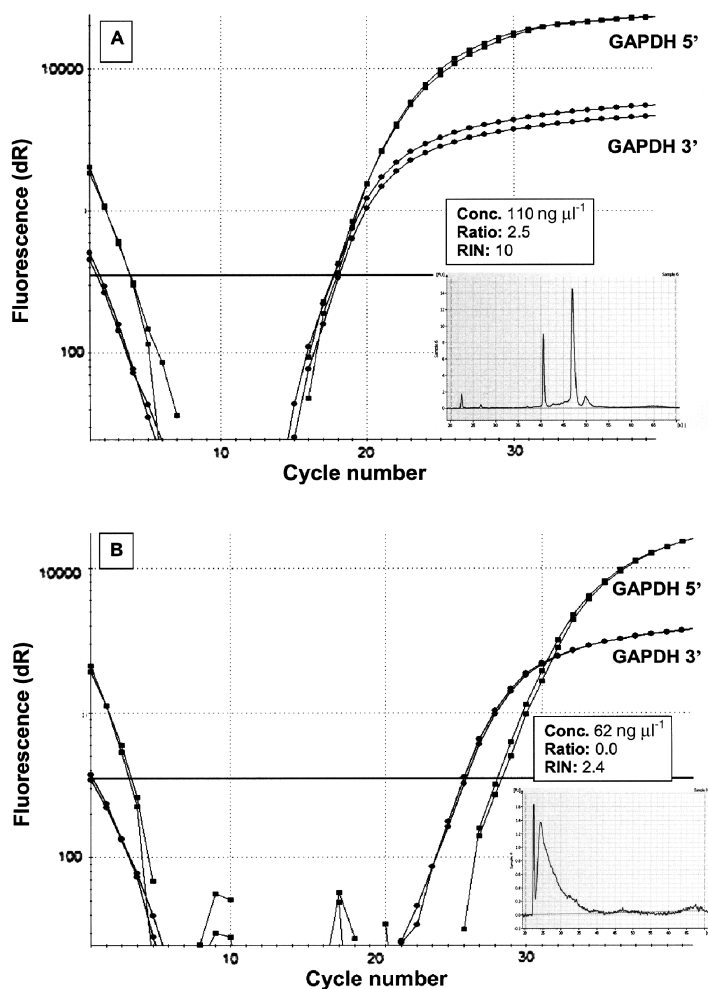 A
10000
GAPDH 5’
GAPDH 3’
Fluorescence (dR)
Conc. 110 ng µl-1
Ratio: 2.5
RIN: 10
Sample 6
100
10
20
30
Cycle number
B
10000
GAPDH 5’
GAPDH 3’
Fluorescence (dR)
Conc. 62 ng µl-1
Ratio: 0.0
RIN: 2.4
100
10
20
30
Cycle number